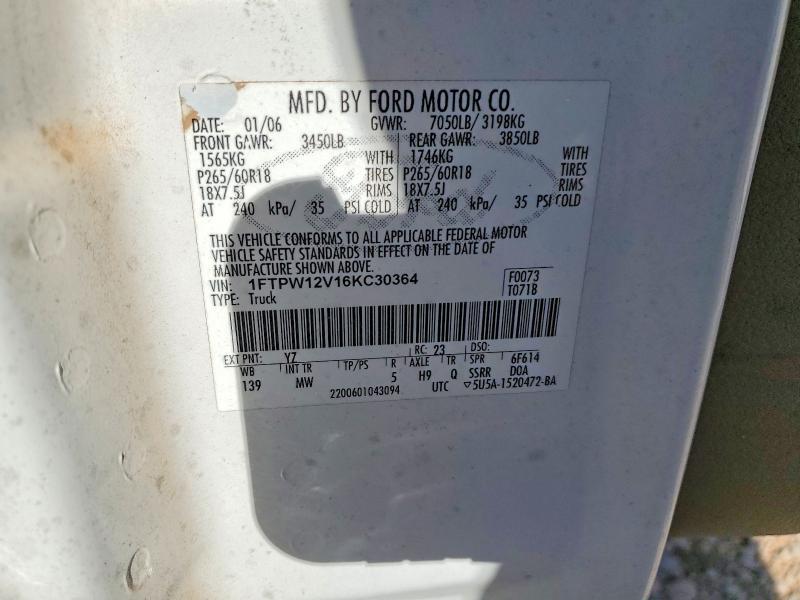 MFD. BY FORD MOTOR CO.
DATE: 01/06 GVWR: 7050LB/ 3198KG
FRONT GAWR: 3450LB REAR GAWR: 3850LB
1565KG WITH 1746KG WITH
P265/60R18 TIRES P265/60R18 TIRES
18X7.5J RIMS 18X7.5J RIMS
AT 240 kPa/ 35 PSI COLD AT 240 kPa/ 35 PSI COLD
THIS VEHICLE CONFORMS TO ALL APPLICABLE FEDERAL MOTOR
VEHICLE SAFETY STANDARDS IN EFFECT ON THE DATE OF
MANUFACTURE SHOWN ABOVE.
VIN: 1FTPW12V16KC30364 F0073
TYPE: Truck T071B
EXT PNT: YZ RC: 23 DSO:
WB INT TR TP/PS R AXLE TR SPR 6F614
139 MW 5 H9 Q SSRR D0A
2200601043094 UTC ▽5U5A-1520472-BA